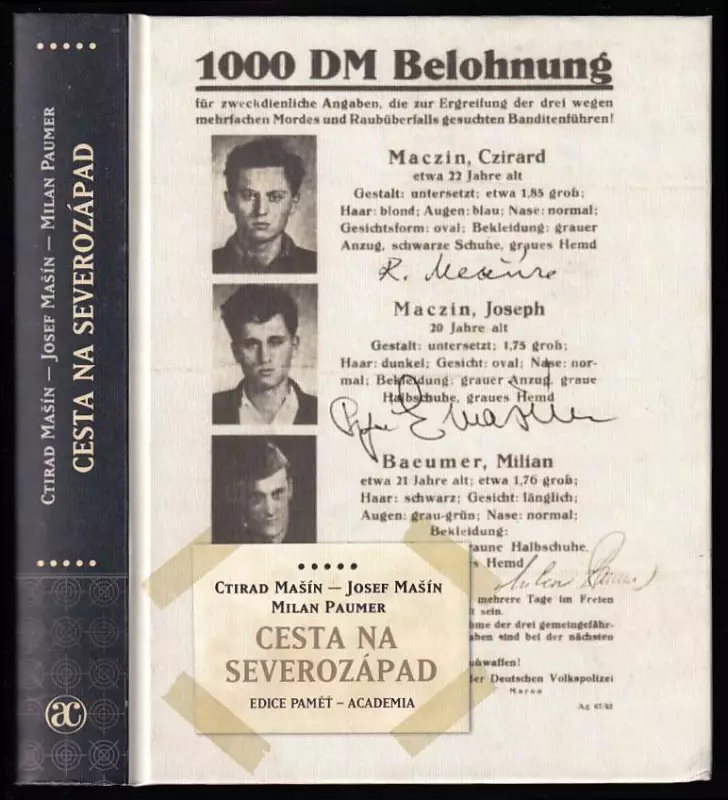 CTIRAD MAŠÍN — JOSEF MAŠÍN — MILAN PAUMER
CESTA NA SEVEROZÁPAD
1000 DM Belohnung
für zweckdienliche Angaben, die zur Ergreifung der drei wegen
mehrfachen Mordes und Raubüberfalls gesuchten Banditenführen!
Maczin, Czirard
etwa 22 Jahre alt
Gestalt: untersetzt; etwa 1,85 groß;
Haar: blond; Augen: blau; Nase: normal;
Gesichtsform: oval; Bekleidung: grauer
Anzug, schwarze Schuhe, graues Hemd
Maczin, Joseph
20 Jahre alt
Gestalt: untersetzt; 1,75 groß;
Haar: dunkel; Gesicht: oval; Nase: nor-
mal; Bekleidung: grauer Anzug, graue
Halbschuhe, graues Hemd
Baeumer, Milian
etwa 21 Jahre alt; etwa 1,76 groß;
Haar: schwarz; Gesicht: länglich;
Augen: grau-grün; Nase: normal;
Bekleidung:
raune Halbschuhe,
s Hemd
mehrere Tage im Freien
t sein.
hme der drei gemeingefähr-
aben sind bei der nächsten
uhwaffen!
der Deutschen Volkspolizei
CTIRAD MAŠÍN — JOSEF MAŠÍN
MILAN PAUMER
CESTA NA
SEVEROZÁPAD
EDICE PAMĚT – ACADEMIA